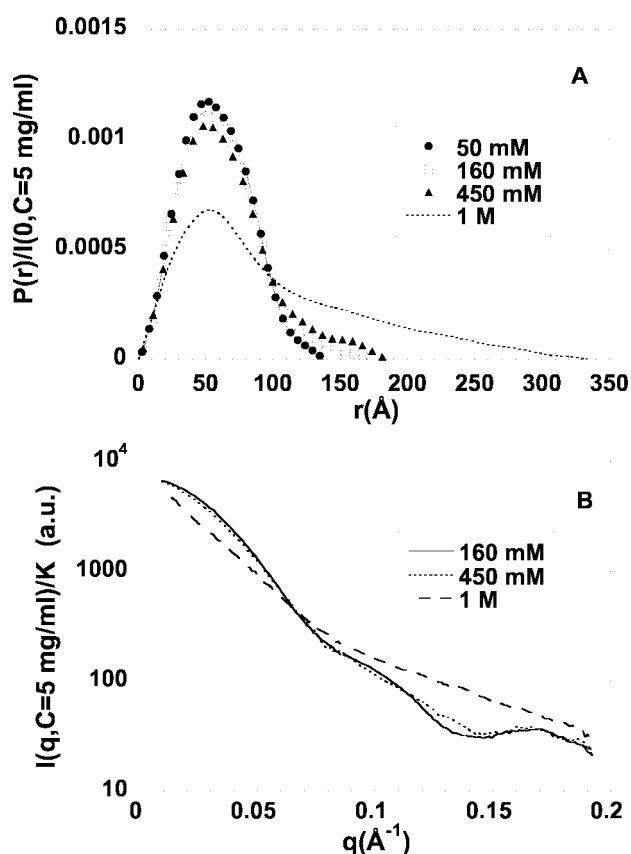 0.0015
A
50 mM
160 mM
450 mM
1 M
0.001
0.0005
0
P(r)/I(0,C=5 mg/ml)
0 50 100 150 200 250 300 350
r(Å)
10^4
B
160 mM
450 mM
1 M
1000
100
10
I(q,C=5 mg/ml)/K (a.u.)
0 0.05 0.1 0.15 0.2
q(Å^-1)